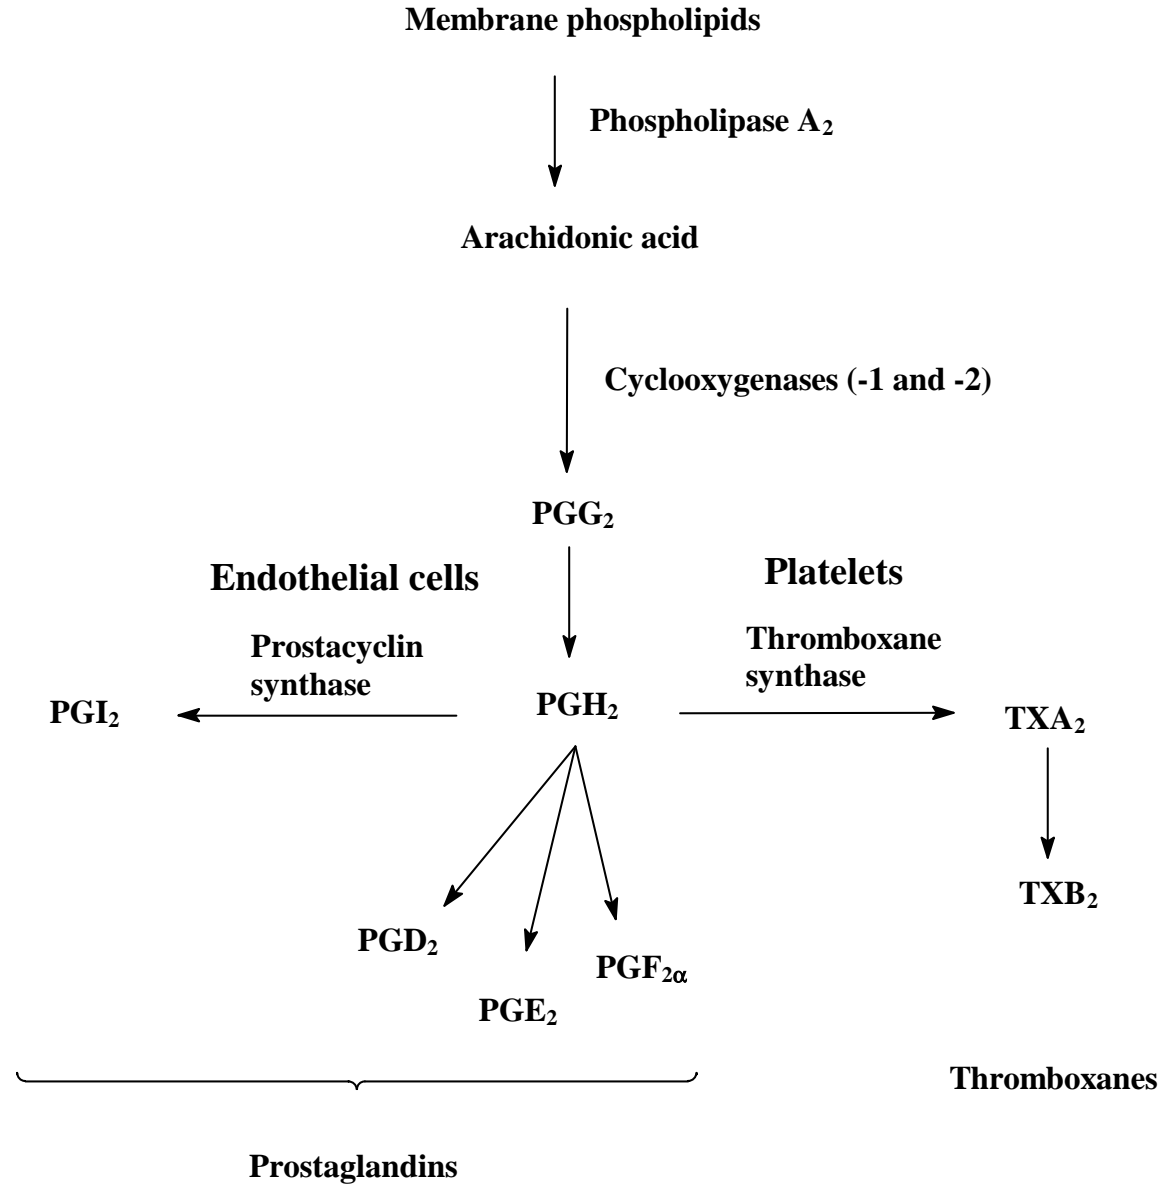 Membrane phospholipids
Phospholipase A₂
Arachidonic acid
Cyclooxygenases (-1 and -2)
PGG₂
Endothelial cells
Platelets
Prostacyclin
synthase
Thromboxane
synthase
PGI₂
PGH₂
TXA₂
TXB₂
PGD₂
PGF₂α
PGE₂
Thromboxanes
Prostaglandins